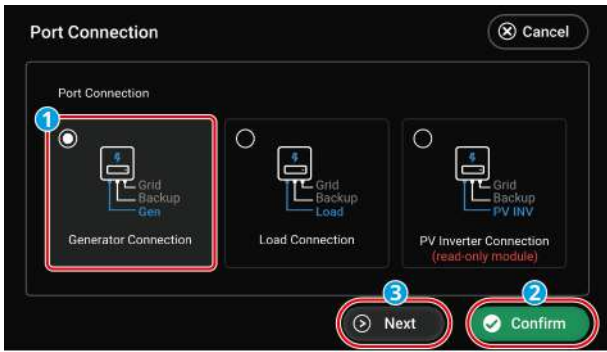 Port Connection
Cancel
Port Connection
1
Grid
Backup
Gen
Generator Connection
Grid
Backup
Load
Load Connection
Grid
Backup
PV INV
PV Inverter Connection
(read-only module)
3
Next
2
Confirm